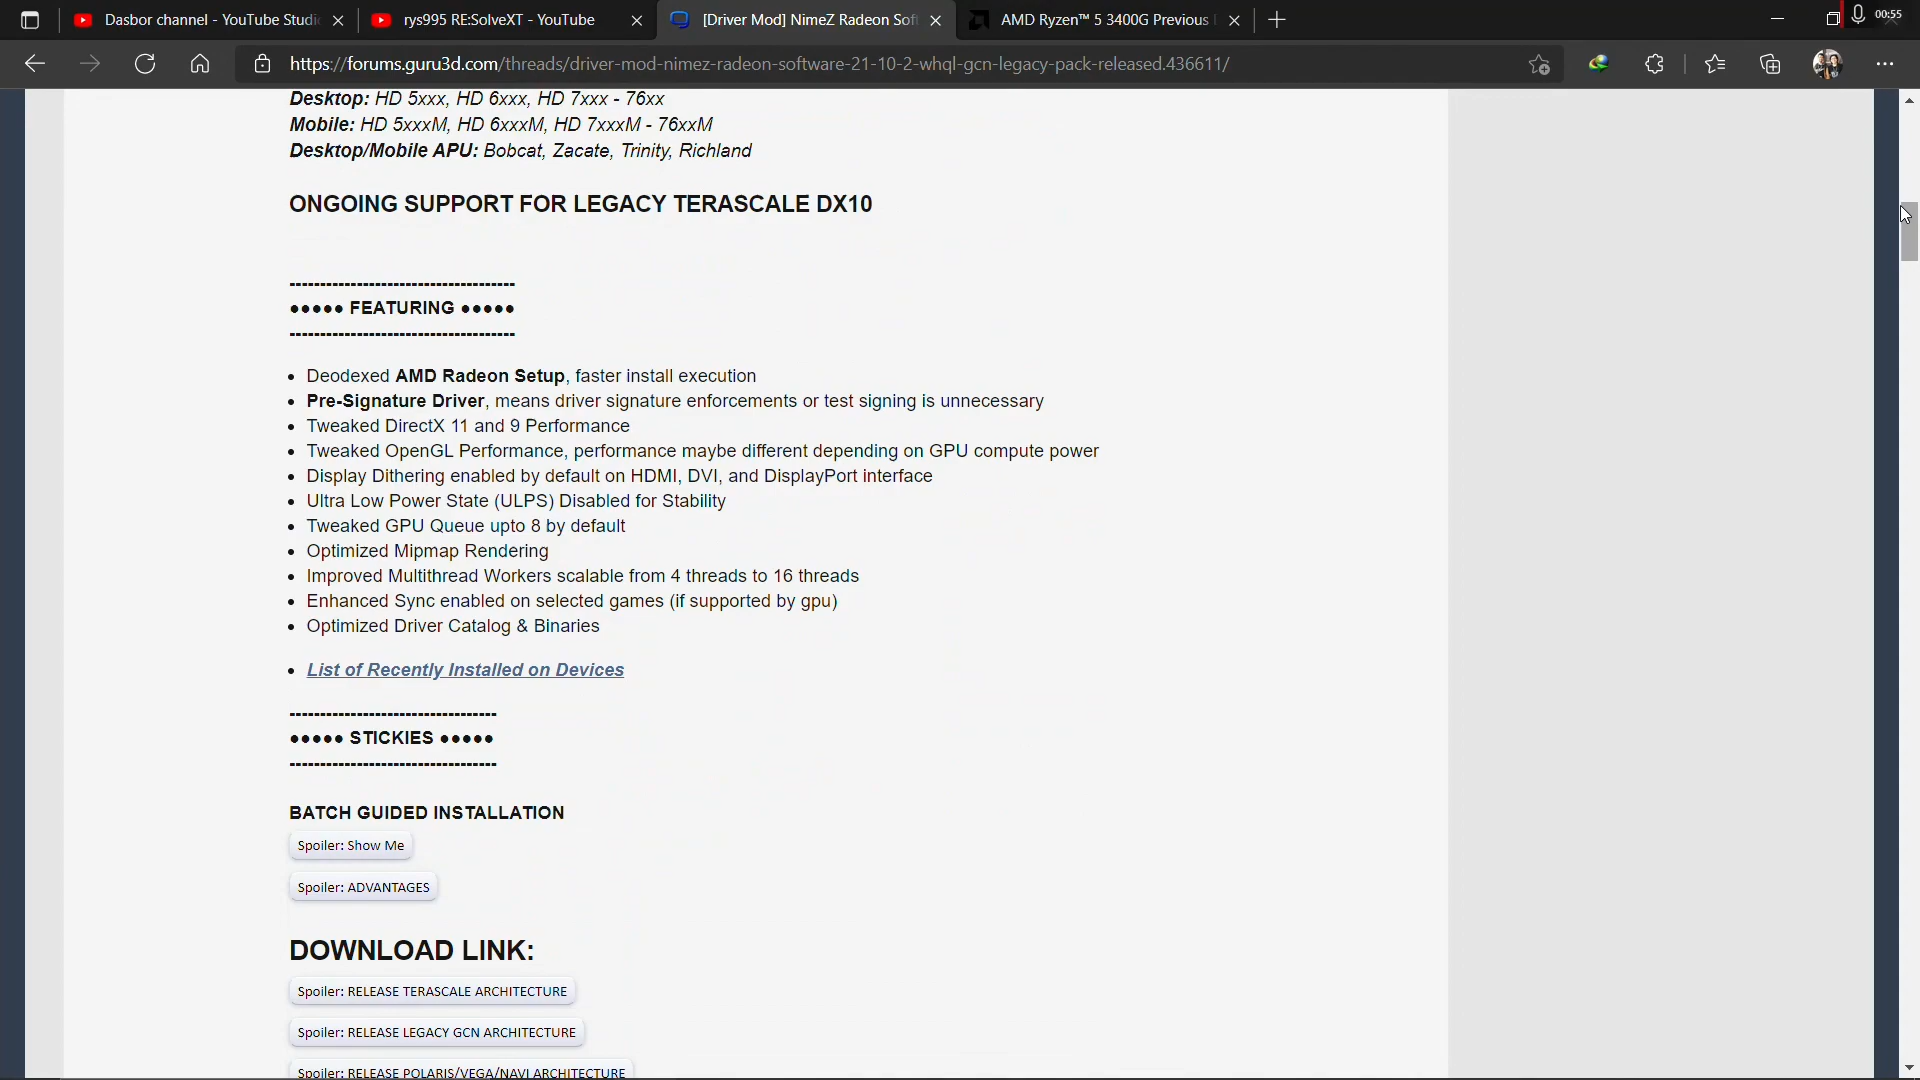 Dasbor channel - YouTube Studi
rys995 RE:SolveXT - YouTube
[Driver Mod] NimeZ Radeon Soft
AMD Ryzen™ 5 3400G Previous
00:55
https://forums.guru3d.com/threads/driver-mod-nimez-radeon-software-21-10-2-whql-gcn-legacy-pack-released.436611/
Desktop: HD 5xxx, HD 6xxx, HD 7xxx - 76xx
Mobile: HD 5xxxM, HD 6xxxM, HD 7xxxM - 76xxM
Desktop/Mobile APU: Bobcat, Zacate, Trinity, Richland
ONGOING SUPPORT FOR LEGACY TERASCALE DX10
-------------------------------------
●●●●● FEATURING ●●●●●
-------------------------------------
• Deodexed AMD Radeon Setup, faster install execution
• Pre-Signature Driver, means driver signature enforcements or test signing is unnecessary
• Tweaked DirectX 11 and 9 Performance
• Tweaked OpenGL Performance, performance maybe different depending on GPU compute power
• Display Dithering enabled by default on HDMI, DVI, and DisplayPort interface
• Ultra Low Power State (ULPS) Disabled for Stability
• Tweaked GPU Queue upto 8 by default
• Optimized Mipmap Rendering
• Improved Multithread Workers scalable from 4 threads to 16 threads
• Enhanced Sync enabled on selected games (if supported by gpu)
• Optimized Driver Catalog & Binaries
• List of Recently Installed on Devices
----------------------------------
●●●●● STICKIES ●●●●●
----------------------------------
BATCH GUIDED INSTALLATION
Spoiler: Show Me
Spoiler: ADVANTAGES
DOWNLOAD LINK:
Spoiler: RELEASE TERASCALE ARCHITECTURE
Spoiler: RELEASE LEGACY GCN ARCHITECTURE
Spoiler: RELEASE POLARIS/VEGA/NAVI ARCHITECTURE